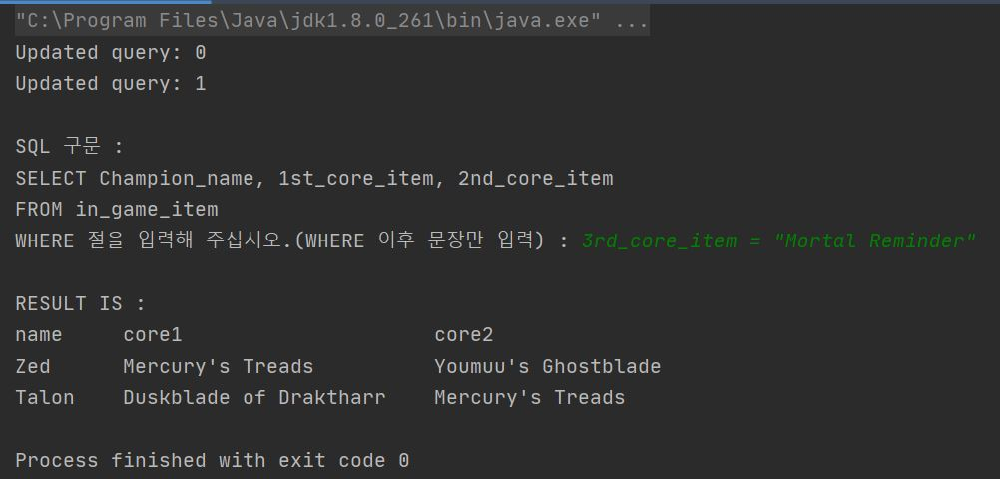 "C:\Program Files\Java\jdk1.8.0_261\bin\java.exe" ...
Updated query: 0
Updated query: 1
SQL 구문 :
SELECT Champion_name, 1st_core_item, 2nd_core_item
FROM in_game_item
WHERE 절을 입력해 주십시오.(WHERE 이후 문장만 입력) : 3rd_core_item = "Mortal Reminder"
RESULT IS :
name core1 core2
Zed Mercury's Treads Youmuu's Ghostblade
Talon Duskblade of Draktharr Mercury's Treads
Process finished with exit code 0